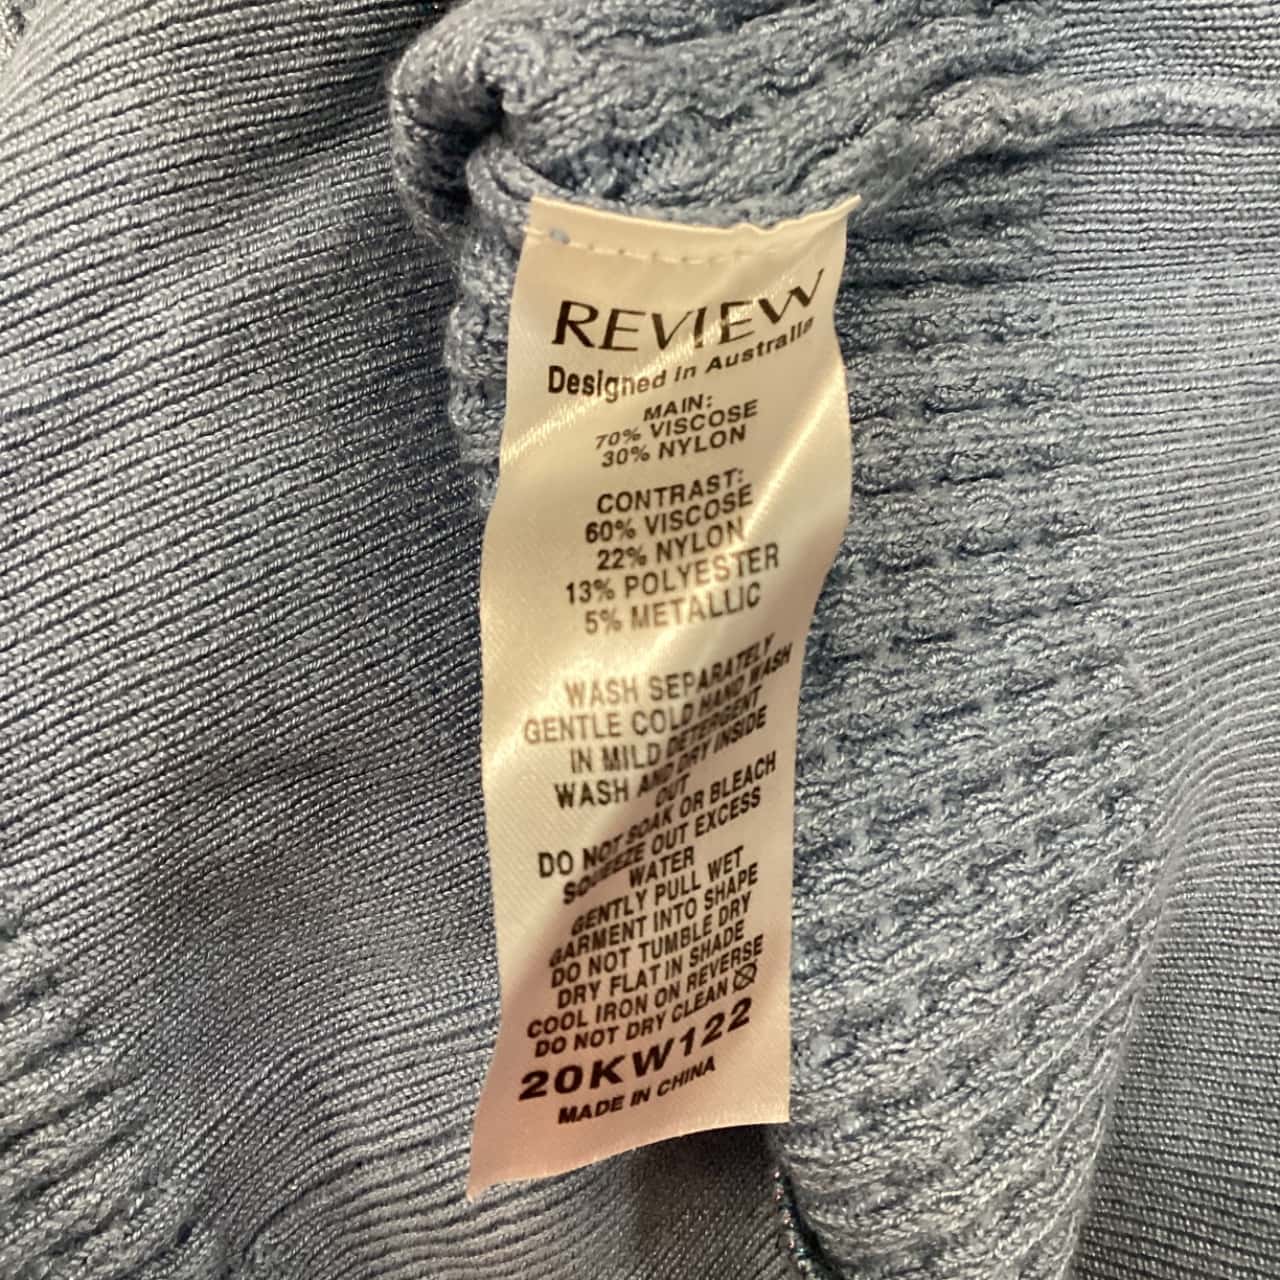 REVIEW
Designed in Australia
MAIN:
70% VISCOSE
30% NYLON
CONTRAST:
60% VISCOSE
22% NYLON
13% POLYESTER
5% METALLIC
WASH SEPARATELY
GENTLE COLD HAND WASH
IN MILD DETERGENT
WASH AND DRY INSIDE
OUT
DO NOT SOAK OR BLEACH
SQUEEZE OUT EXCESS
WATER
GENTLY PULL WET
GARMENT INTO SHAPE
DO NOT TUMBLE DRY
DRY FLAT IN SHADE
COOL IRON ON REVERSE
DO NOT DRY CLEAN
20KW122
MADE IN CHINA